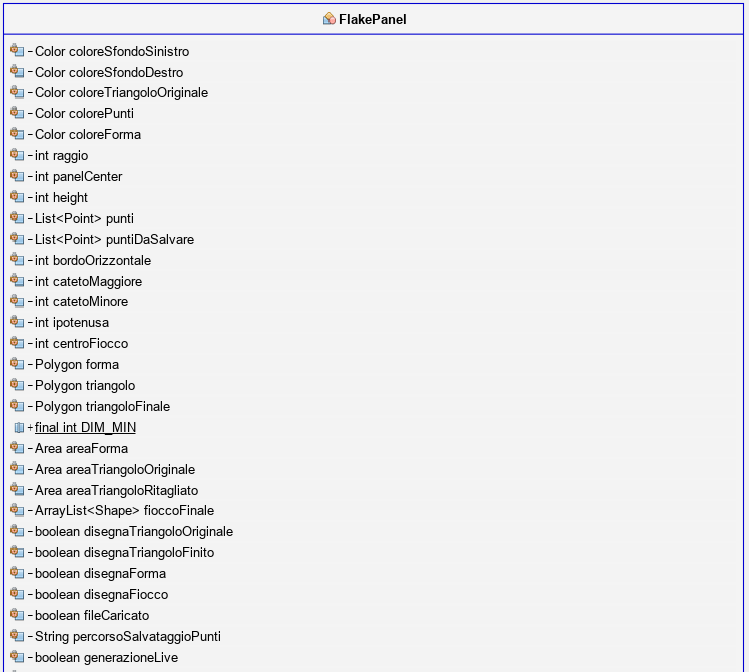 FlakePanel
-Color coloreSfondoSinistro
-Color coloreSfondoDestro
-Color coloreTriangoloOriginale
-Color colorePunti
-Color coloreForma
-int raggio
-int panelCenter
-int height
-List<Point> punti
-List<Point> puntiDaSalvare
-int bordoOrizzontale
-int catetoMaggiore
-int catetoMinore
-int ipotenusa
-int centroFiocco
-Polygon forma
-Polygon triangolo
-Polygon triangoloFinale
+final int DIM_MIN
-Area areaForma
-Area areaTriangoloOriginale
-Area areaTriangoloRitagliato
-ArrayList<Shape> fioccoFinale
-boolean disegnaTriangoloOriginale
-boolean disegnaTriangoloFinito
-boolean disegnaForma
-boolean disegnaFiocco
-boolean fileCaricato
-String percorsoSalvataggioPunti
-boolean generazioneLive